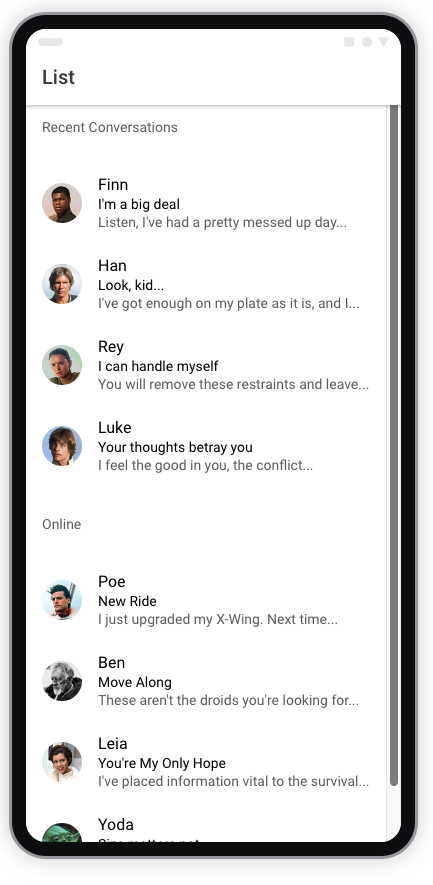 List
Recent Conversations
Finn
I'm a big deal
Listen, I've had a pretty messed up day...
Han
Look, kid...
I've got enough on my plate as it is, and I...
Rey
I can handle myself
You will remove these restraints and leave...
Luke
Your thoughts betray you
I feel the good in you, the conflict...
Online
Poe
New Ride
I just upgraded my X-Wing. Next time...
Ben
Move Along
These aren't the droids you're looking for...
Leia
You're My Only Hope
I've placed information vital to the survival...
Yoda